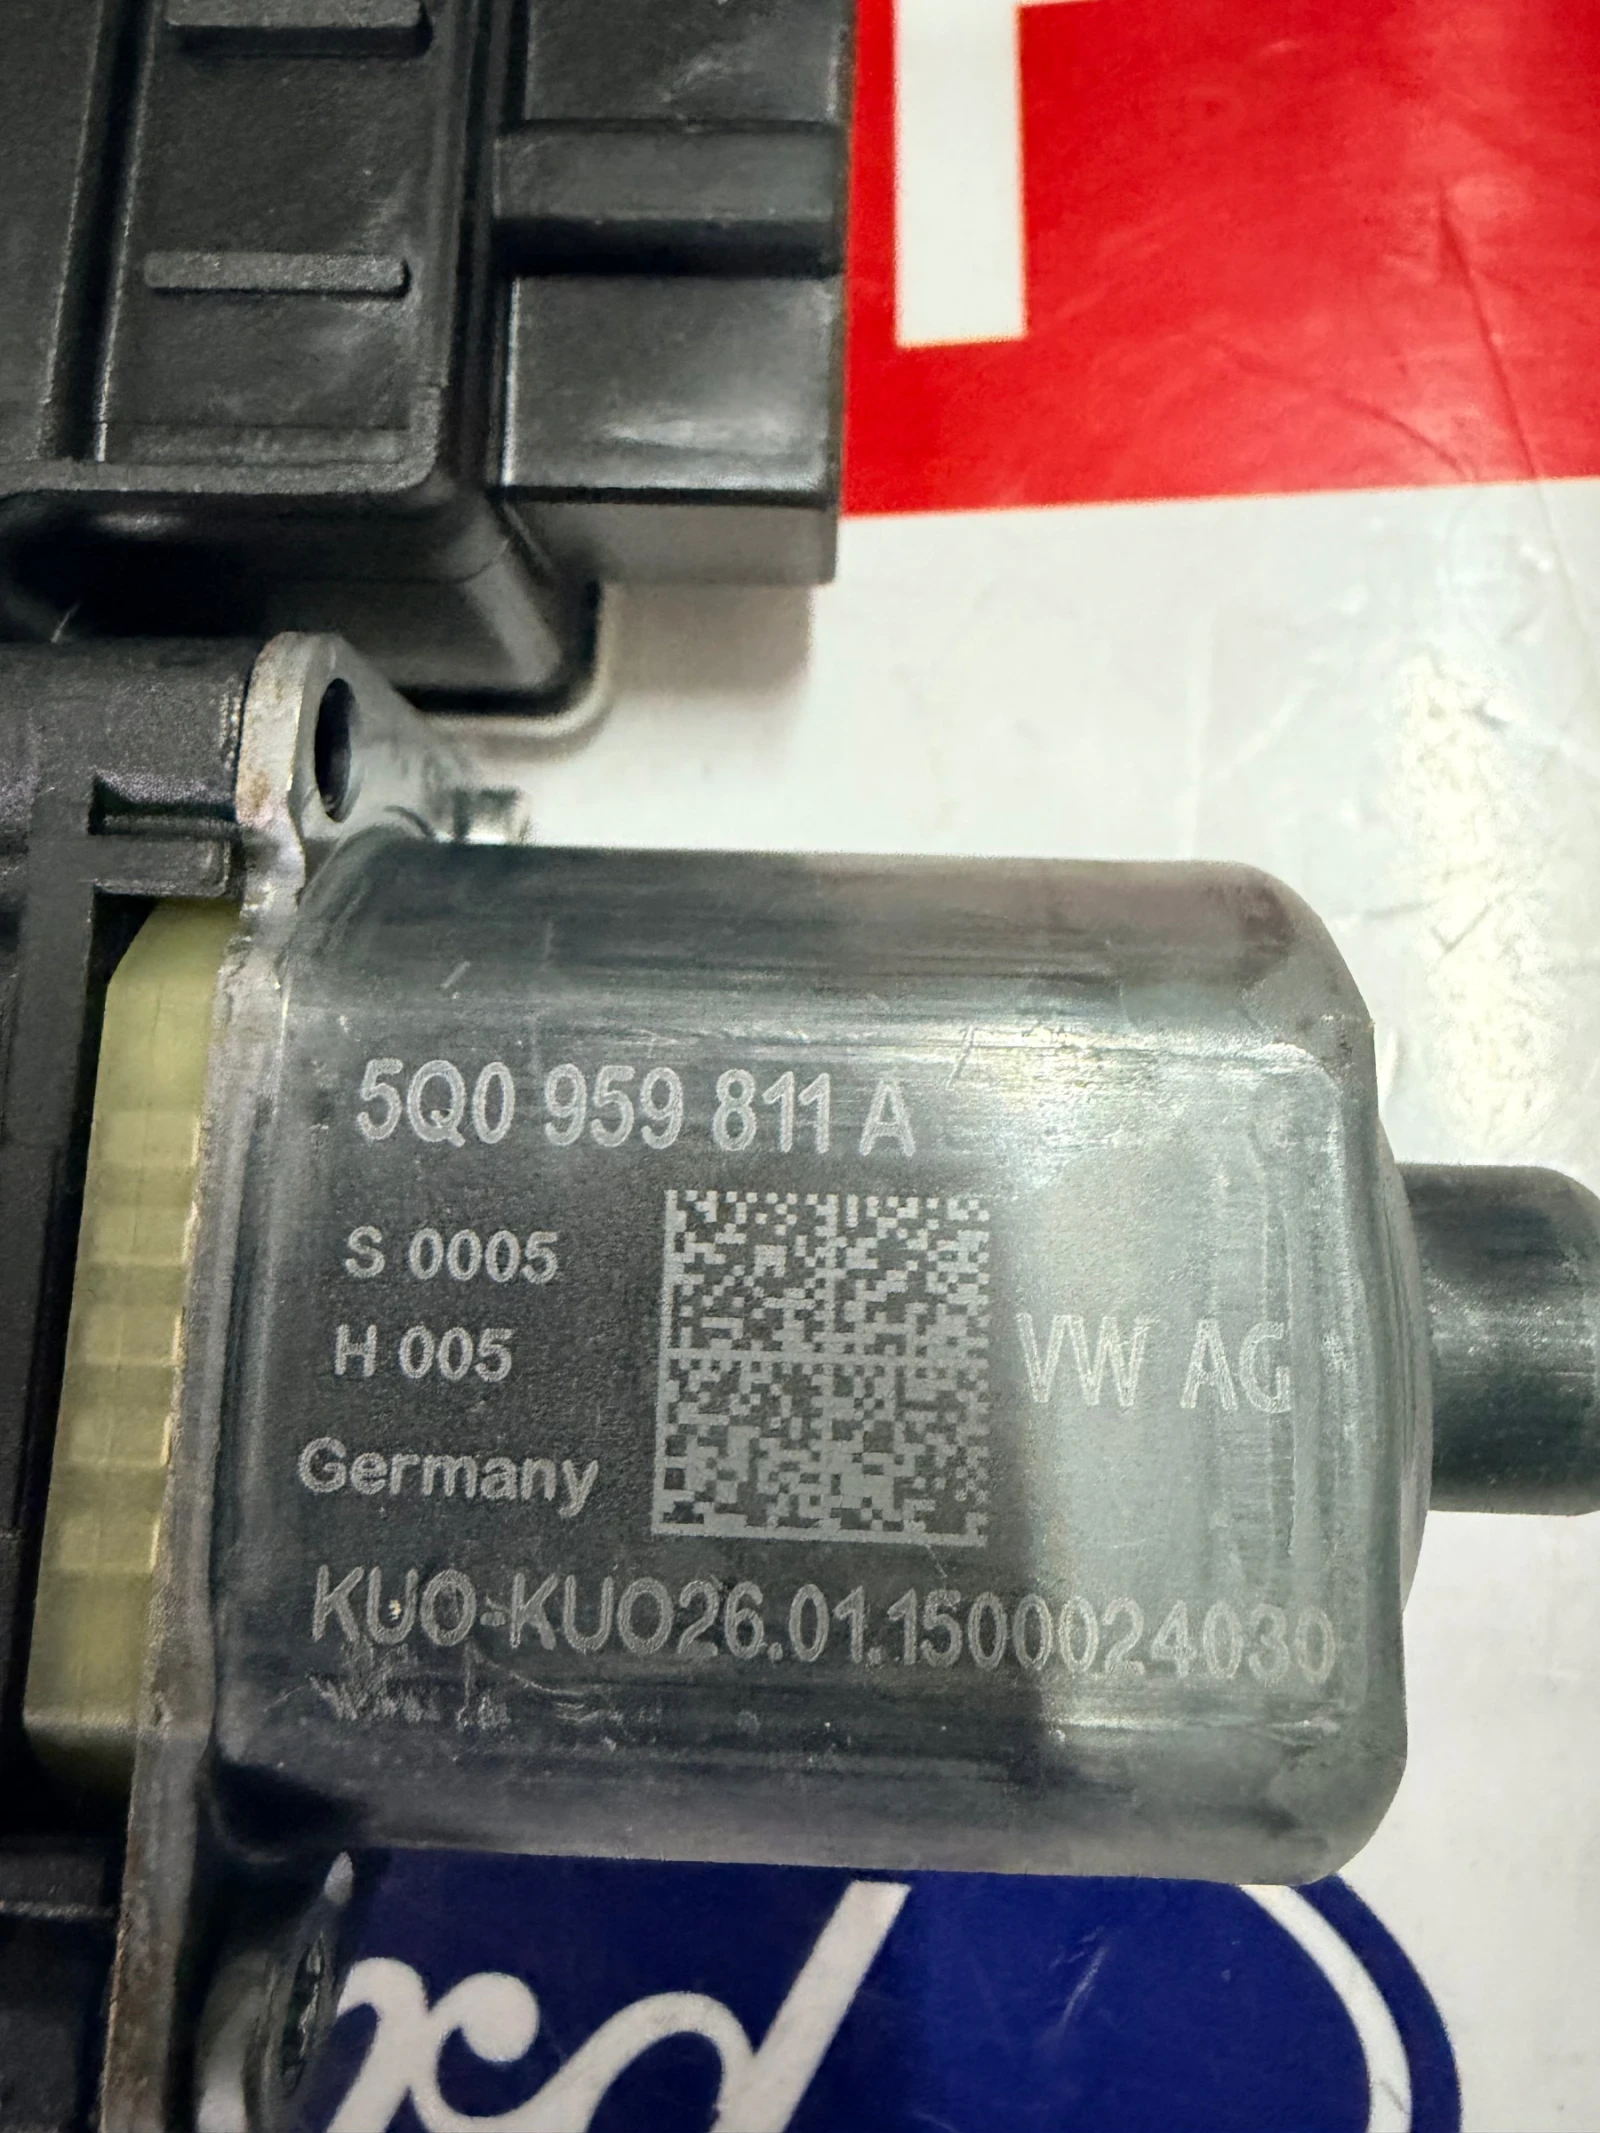 5Q0 959 811 A
S 0005
H 005
VW AG
Germany
KUO-KUO26.01.1500024030